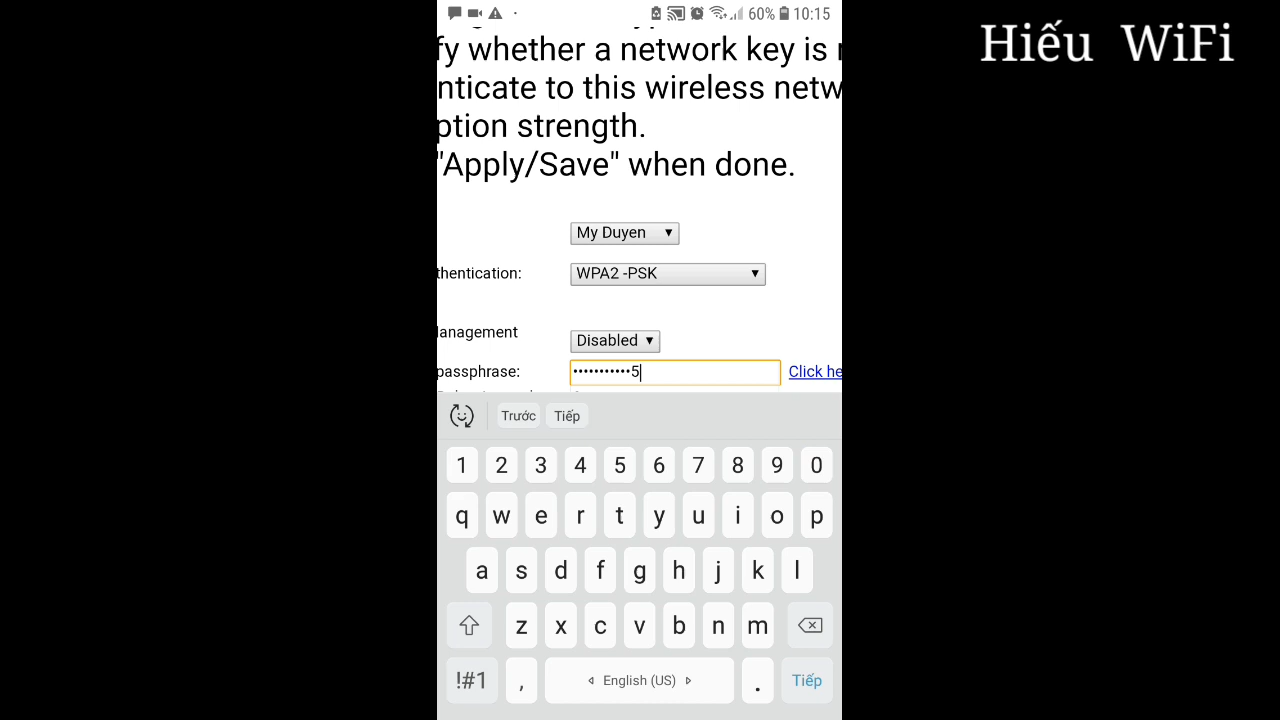 60% 10:15
Hiếu WiFi
fy whether a network key is
nticate to this wireless netw
ption strength.
"Apply/Save" when done.
My Duyen ▼
thentication: WPA2 -PSK ▼
lanagement
Disabled ▼
passphrase: •••••••••••5 Click he
Trước Tiếp
1 2 3 4 5 6 7 8 9 0
q w e r t y u i o p
a s d f g h j k l
z x c v b n m
!#1 , English (US) . Tiếp